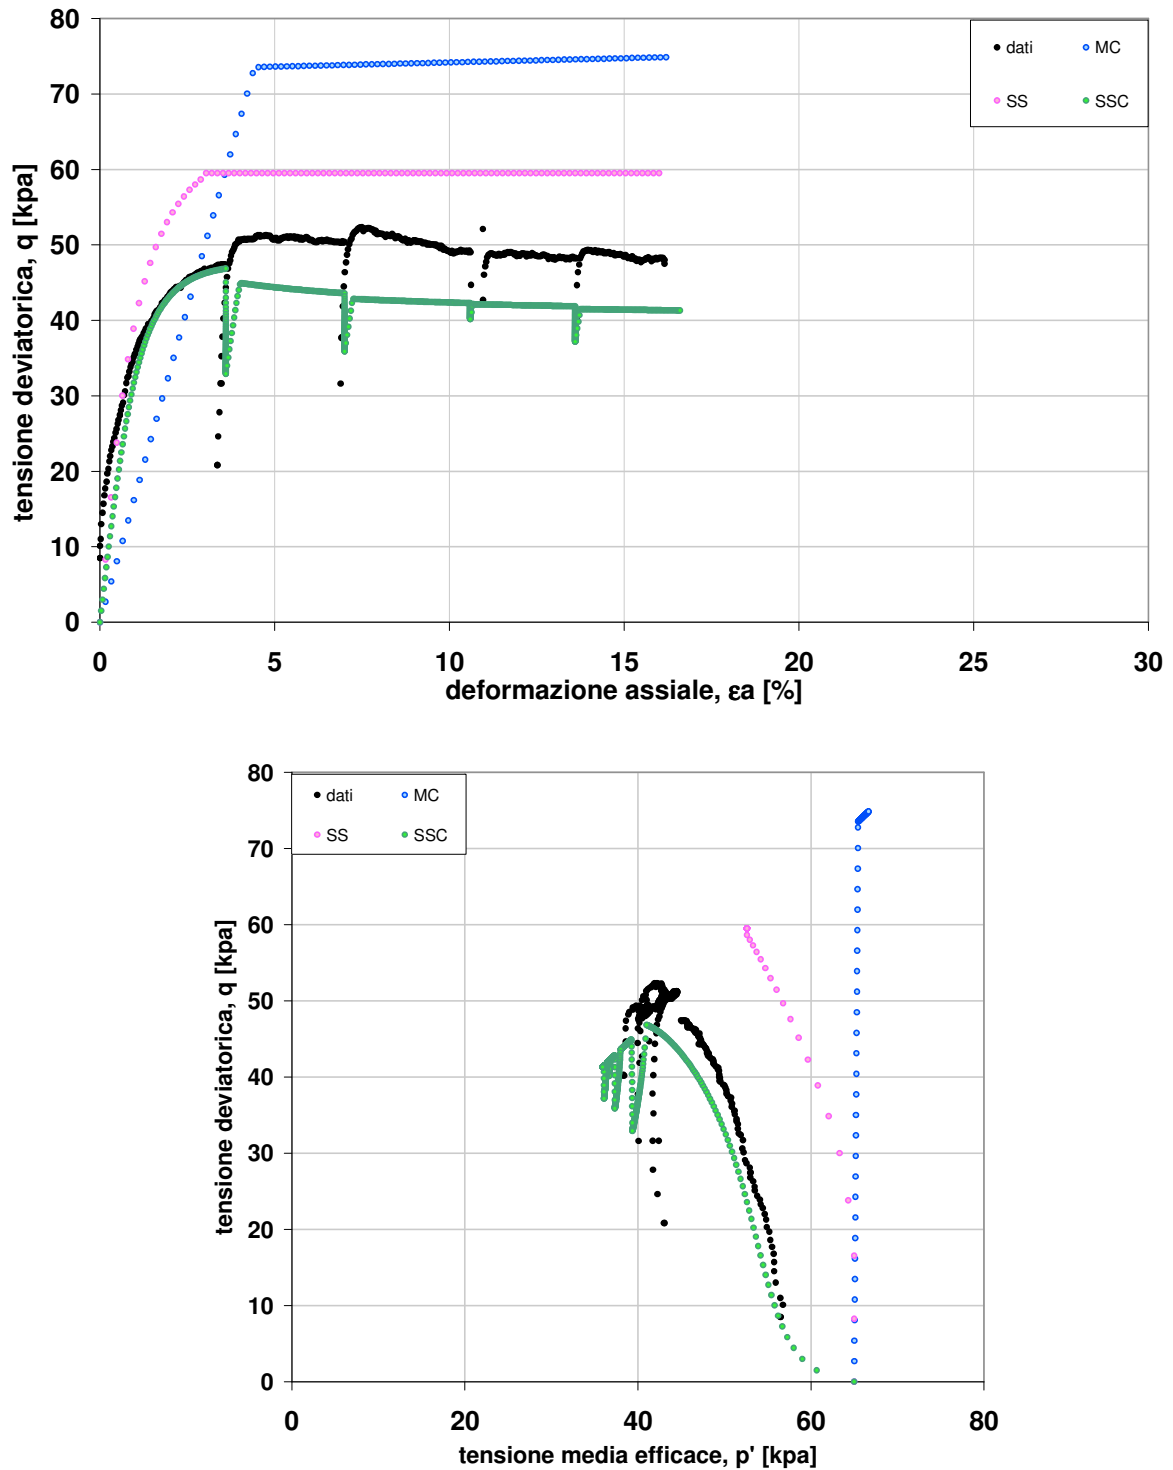 80
70
60
50
40
30
20
10
0
tensione deviatorica, q [kpa]
dati MC
SS SSC
0 5 10 15 20 25 30
deformazione assiale, εa [%]
80
70
60
50
40
30
20
10
0
tensione deviatorica, q [kpa]
dati MC
SS SSC
0 20 40 60 80
tensione media efficace, p' [kpa]